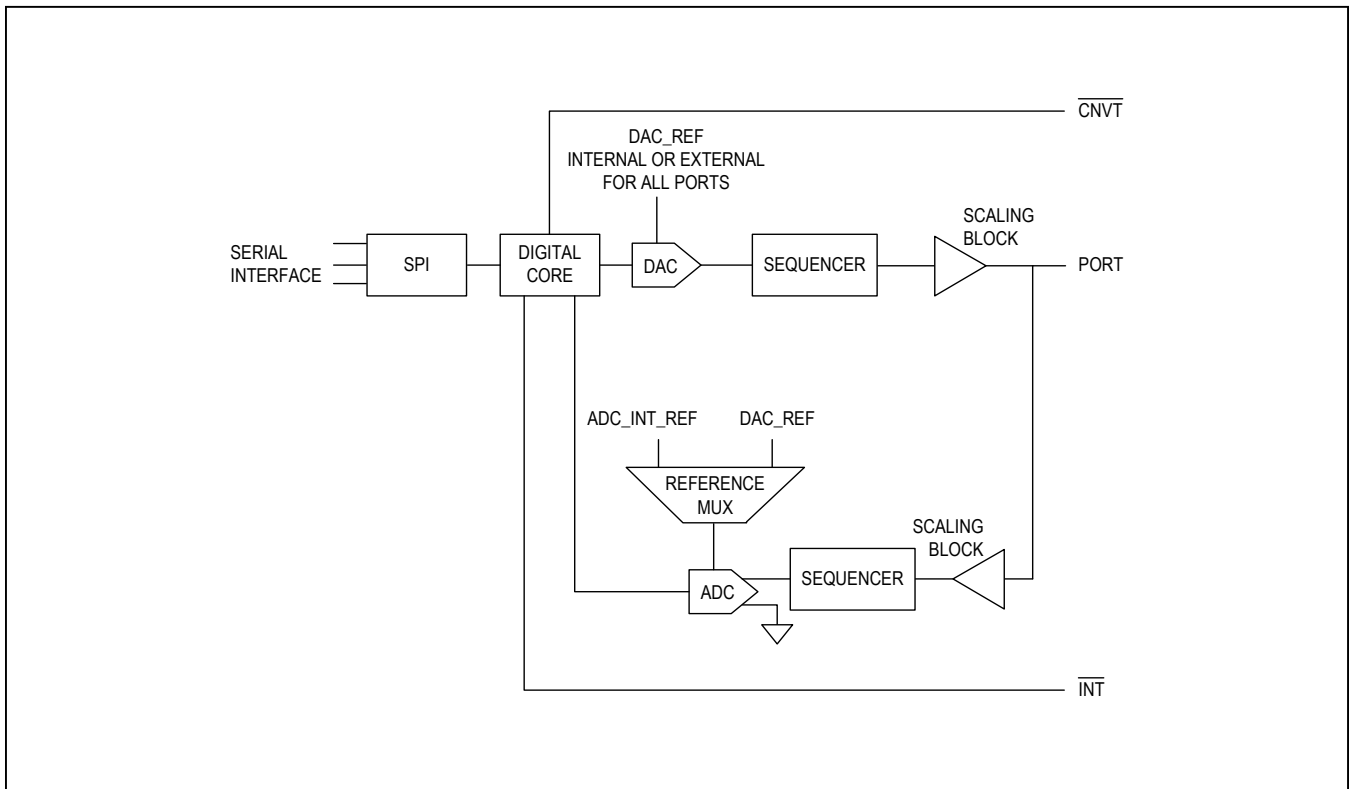 CNVT
DAC_REF
INTERNAL OR EXTERNAL
FOR ALL PORTS
SCALING
BLOCK
SERIAL
INTERFACE
SPI
DIGITAL
CORE
DAC
SEQUENCER
PORT
ADC_INT_REF
DAC_REF
REFERENCE
MUX
SCALING
BLOCK
ADC
SEQUENCER
INT